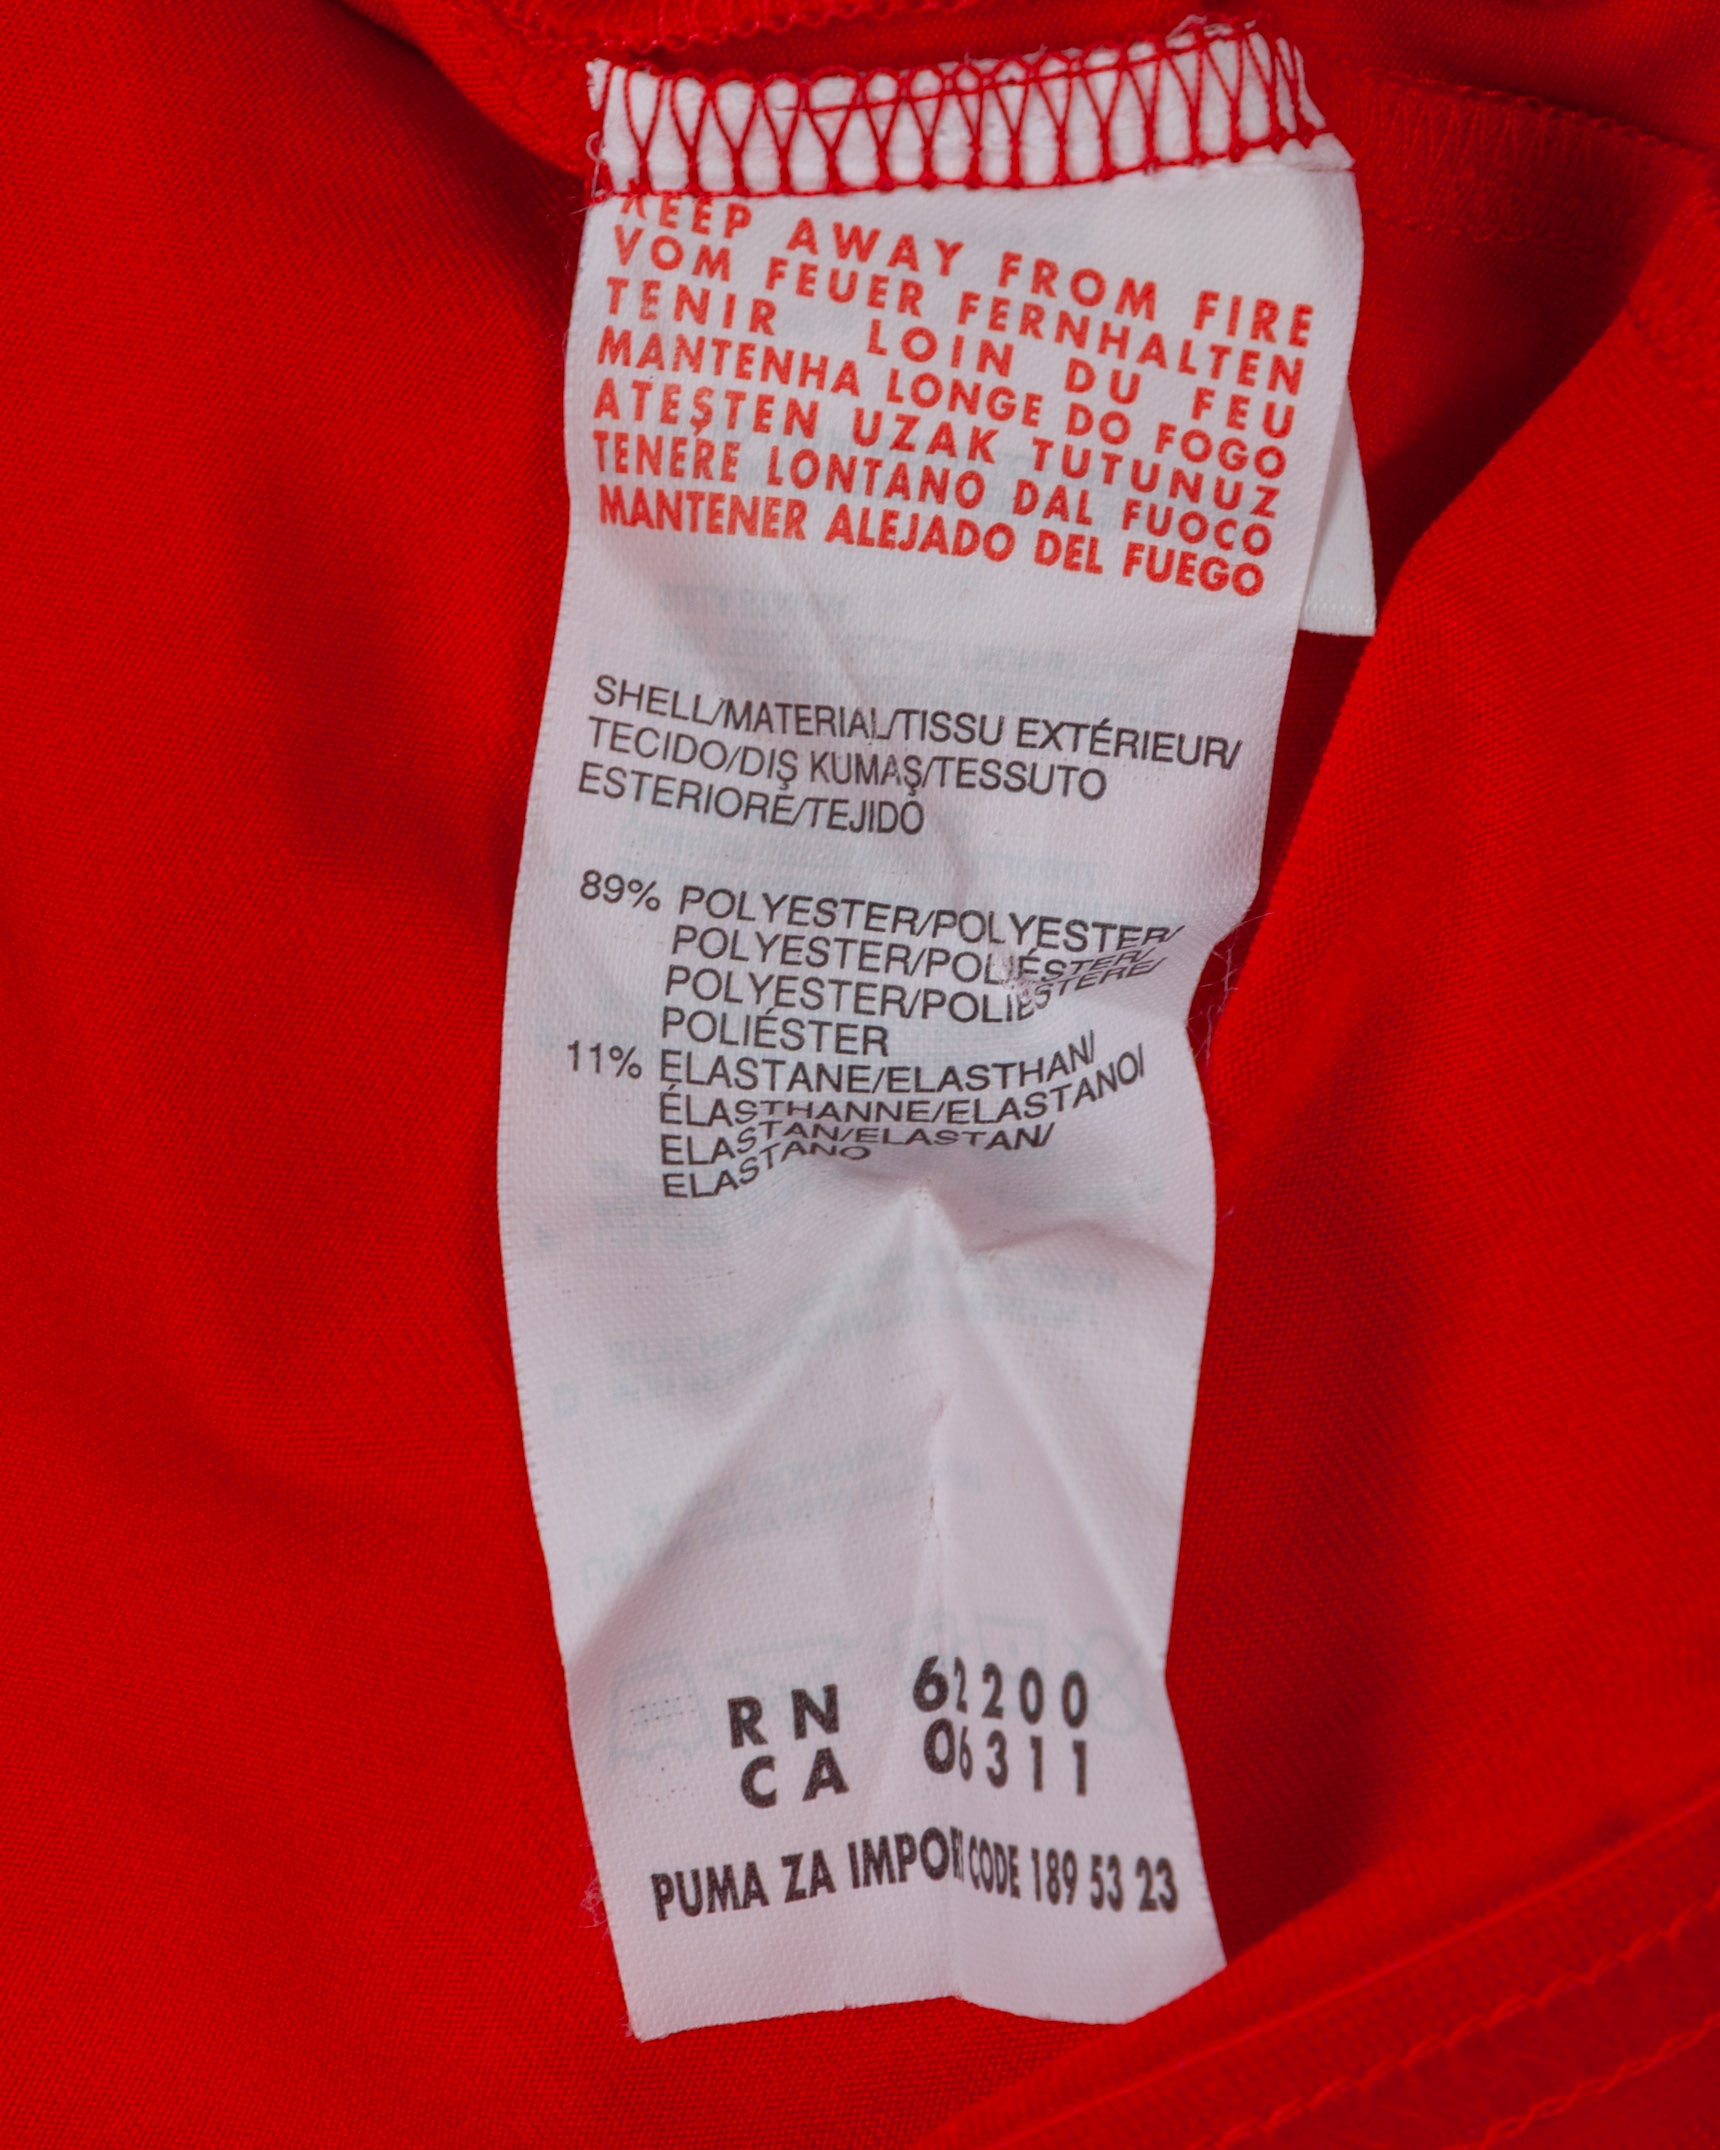 KEEP AWAY FROM FIRE
VOM FEUER FERNHALTEN
TENIR LOIN DU FEU
MANTENHA LONGE DO FOGO
ATEŞTEN UZAK TUTUNUZ
TENERE LONTANO DAL FUOCO
MANTENER ALEJADO DEL FUEGO
SHELL/MATERIAL/TISSU EXTÉRIEUR/
TECIDO/DIŞ KUMAŞ/TESSUTO
ESTERIORE/TEJIDO
89% POLYESTER/POLYESTER/
POLYESTER/POLIÉSTER/
POLYESTER/POLIESTERE/
POLIÉSTER
11% ELASTANE/ELASTHAN/
ÉLASTHANNE/ELASTANO/
ELASTAN/ELASTAN/
ELASTANO
RN 62200
CA 06311
PUMA ZA IMPORT CODE 189 53 23